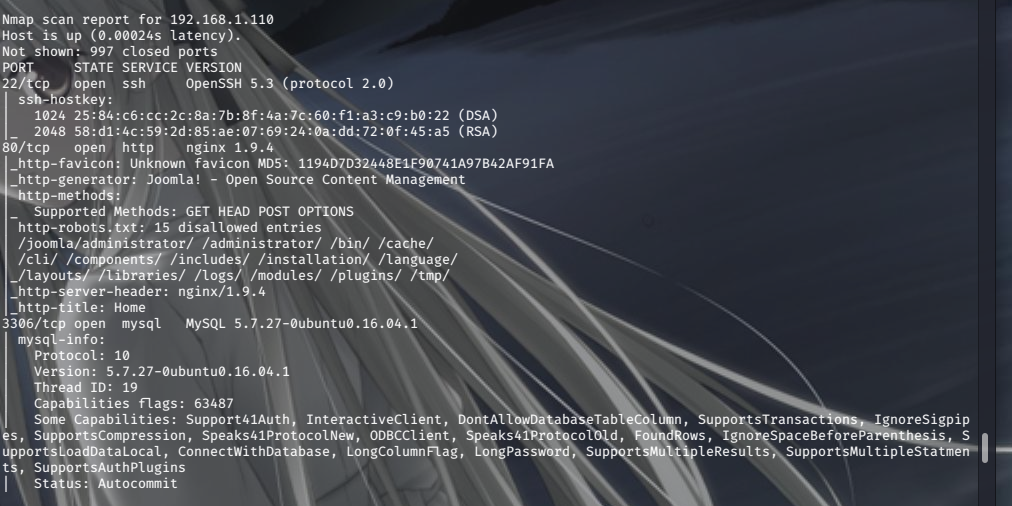 Nmap scan report for 192.168.1.110
Host is up (0.00024s latency).
Not shown: 997 closed ports
PORT     STATE SERVICE VERSION
22/tcp   open  ssh     OpenSSH 5.3 (protocol 2.0)
| ssh-hostkey:
|   1024 25:84:c6:cc:2c:8a:7b:8f:4a:7c:60:f1:a3:c9:b0:22 (DSA)
|_  2048 58:d1:4c:59:2d:85:ae:07:69:24:0a:dd:72:0f:45:a5 (RSA)
80/tcp   open  http    nginx 1.9.4
|_http-favicon: Unknown favicon MD5: 1194D7D32448E1F90741A97B42AF91FA
|_http-generator: Joomla! - Open Source Content Management
| http-methods:
|_  Supported Methods: GET HEAD POST OPTIONS
| http-robots.txt: 15 disallowed entries
| /joomla/administrator/ /administrator/ /bin/ /cache/
| /cli/ /components/ /includes/ /installation/ /language/
|_/layouts/ /libraries/ /logs/ /modules/ /plugins/ /tmp/
|_http-server-header: nginx/1.9.4
|_http-title: Home
3306/tcp open  mysql   MySQL 5.7.27-0ubuntu0.16.04.1
| mysql-info:
|   Protocol: 10
|   Version: 5.7.27-0ubuntu0.16.04.1
|   Thread ID: 19
|   Capabilities flags: 63487
|   Some Capabilities: Support41Auth, InteractiveClient, DontAllowDatabaseTableColumn, SupportsTransactions, IgnoreSigpip
es, SupportsCompression, Speaks41ProtocolNew, ODBCClient, Speaks41ProtocolOld, FoundRows, IgnoreSpaceBeforeParenthesis, S
upportsLoadDataLocal, ConnectWithDatabase, LongColumnFlag, LongPassword, SupportsMultipleResults, SupportsMultipleStatmen
ts, SupportsAuthPlugins
|   Status: Autocommit